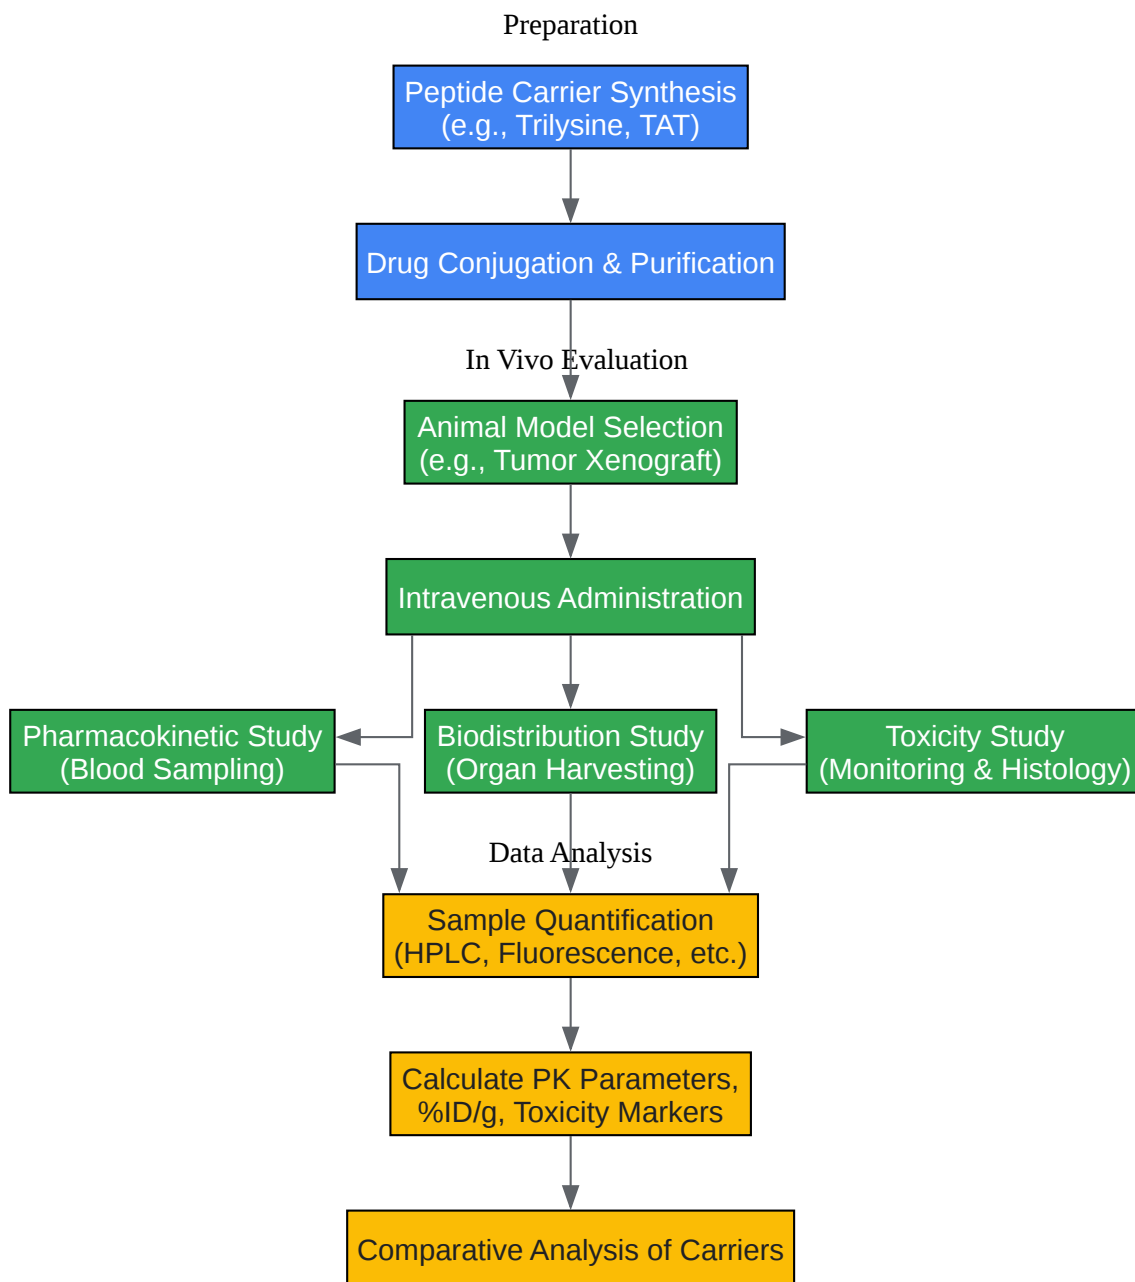 Preparation
Peptide Carrier Synthesis
(e.g., Trilysine, TAT)
Drug Conjugation & Purification
In Vivo Evaluation
Animal Model Selection
(e.g., Tumor Xenograft)
Intravenous Administration
Pharmacokinetic Study
(Blood Sampling)
Biodistribution Study
(Organ Harvesting)
Toxicity Study
(Monitoring & Histology)
Data Analysis
Sample Quantification
(HPLC, Fluorescence, etc.)
Calculate PK Parameters,
%ID/g, Toxicity Markers
Comparative Analysis of Carriers